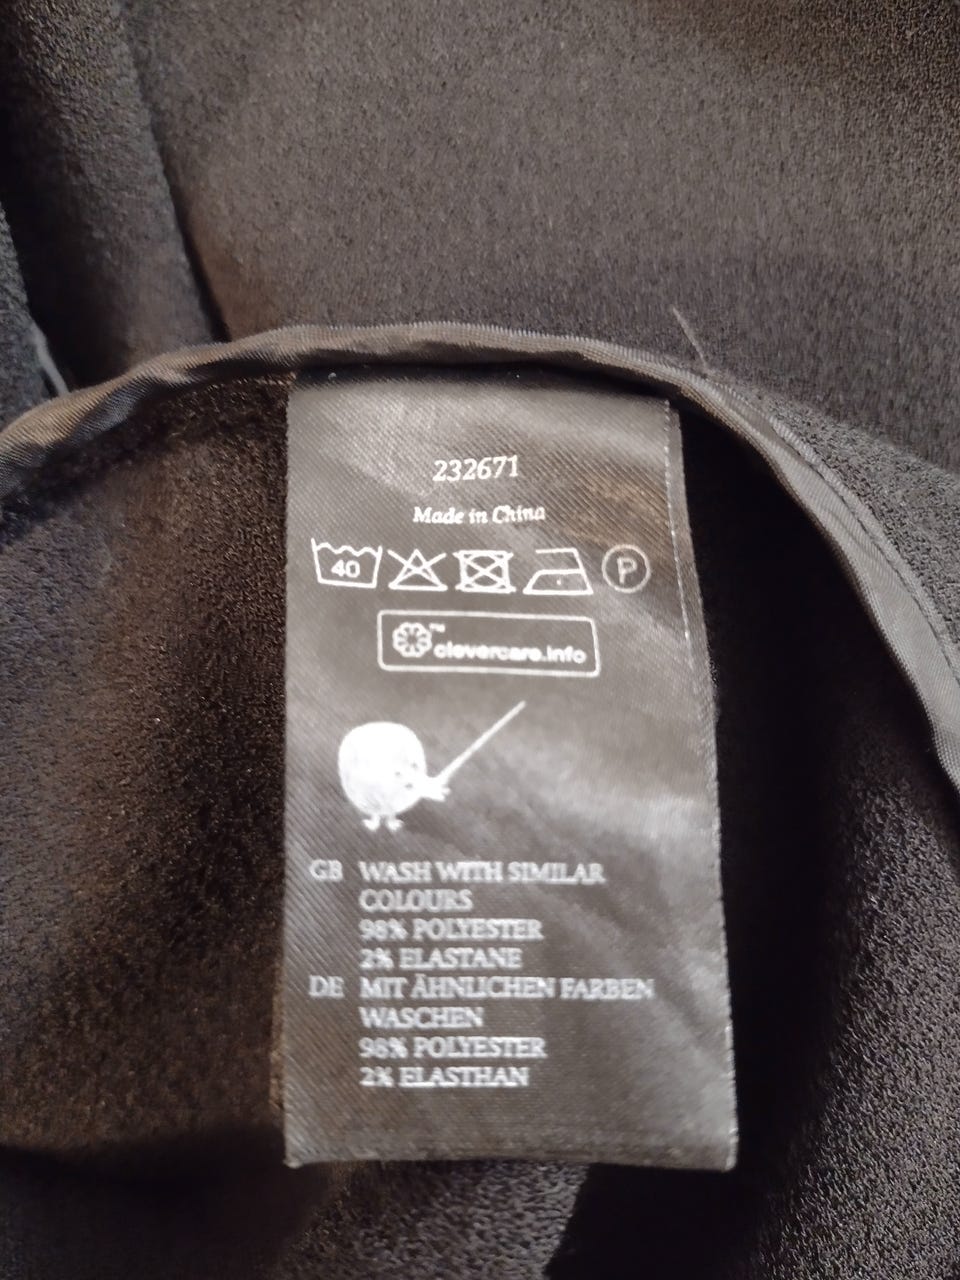 232671
Made in China
40 P
™
clevercare.info
GB WASH WITH SIMILAR
COLOURS
98% POLYESTER
2% ELASTANE
DE MIT ÄHNLICHEN FARBEN
WASCHEN
98% POLYESTER
2% ELASTHAN